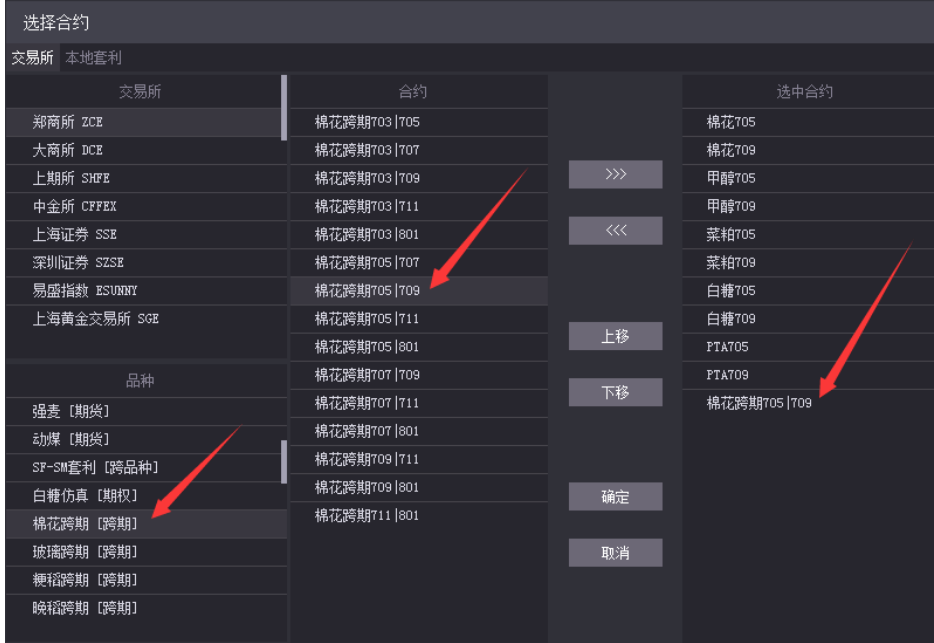 选择合约
交易所 本地套利
交易所
郑商所 ZCE
大商所 DCE
上期所 SHFE
中金所 CFFEX
上海证券 SSE
深圳证券 SZSE
易盛指数 ESUNNY
上海黄金交易所 SGE
品种
强麦 [期货]
动煤 [期货]
SF-SM套利 [跨品种]
白糖仿真 [期权]
棉花跨期 [跨期]
玻璃跨期 [跨期]
粳稻跨期 [跨期]
晚稻跨期 [跨期]
合约
棉花跨期703|705
棉花跨期703|707
棉花跨期703|709
棉花跨期703|711
棉花跨期703|801
棉花跨期705|707
棉花跨期705|709
棉花跨期705|711
棉花跨期705|801
棉花跨期707|709
棉花跨期707|711
棉花跨期707|801
棉花跨期709|711
棉花跨期709|801
棉花跨期711|801
>>>
<<<
上移
下移
确定
取消
选中合约
棉花705
棉花709
甲醇705
甲醇709
菜粕705
菜粕709
白糖705
白糖709
PTA705
PTA709
棉花跨期705|709